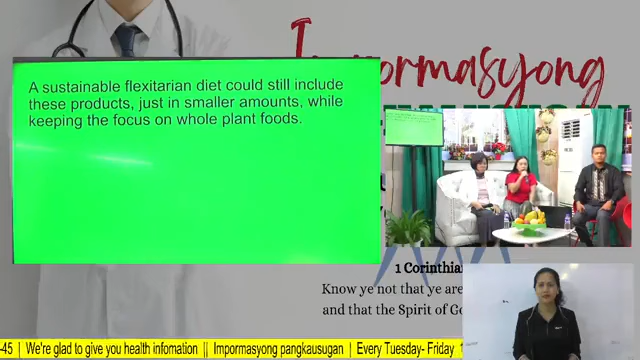 Impormasyong
A sustainable flexitarian diet could still include
these products, just in smaller amounts, while
keeping the focus on whole plant foods.
1 Corinthia
Know ye not that ye are
and that the Spirit of Go
-45 | We're glad to give you health infomation || Impormasyong pangkausugan | Every Tuesday- Friday